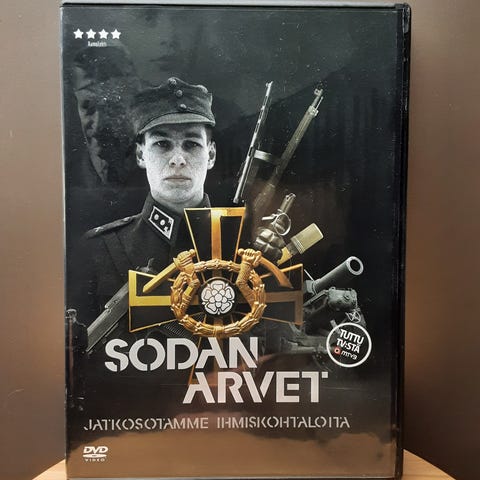 ★★★★
SODAN
ARVET
TUTTU
TV:STÄ
mtv3
JATKOSOTAMME IHMISKOHTALOITA
DVD
VIDEO